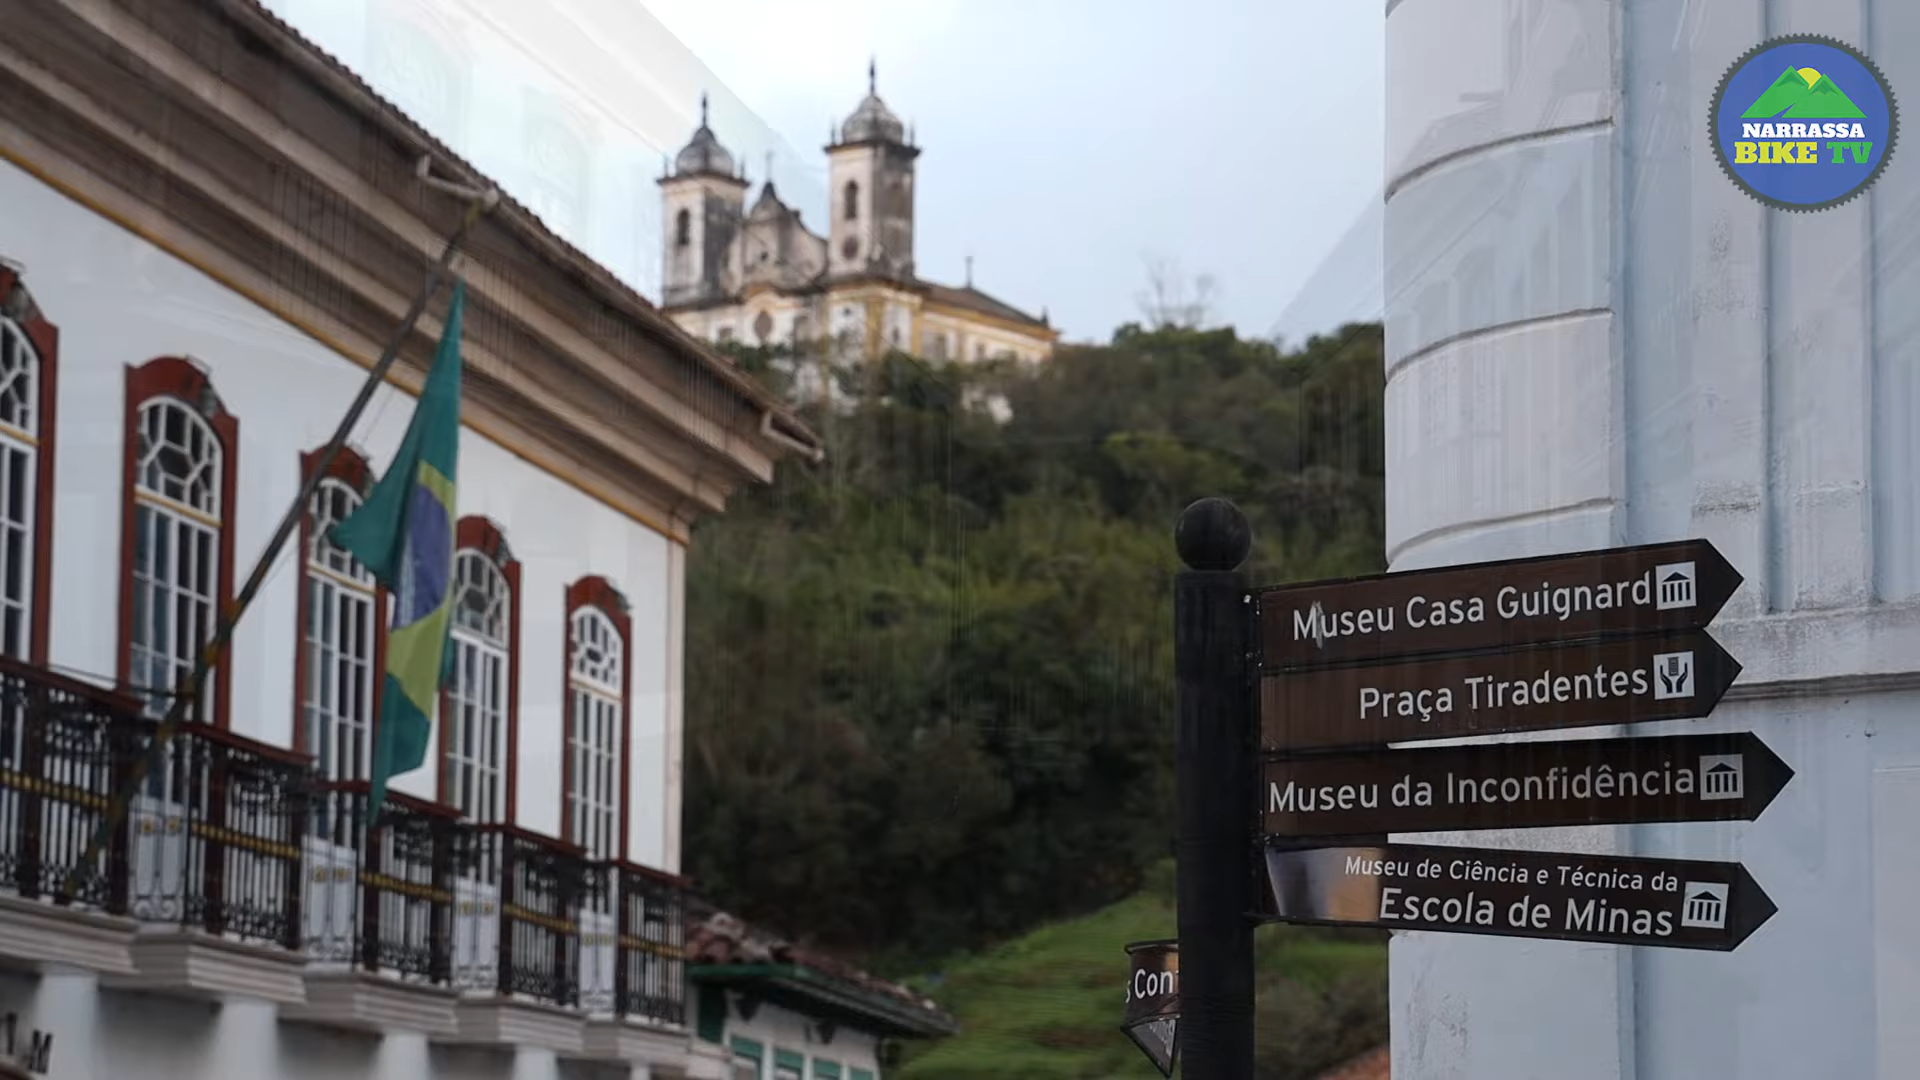 NARRASSA
BIKE TV
Museu Casa Guignard
Praça Tiradentes
Museu da Inconfidência
Museu de Ciência e Técnica da
Escola de Minas